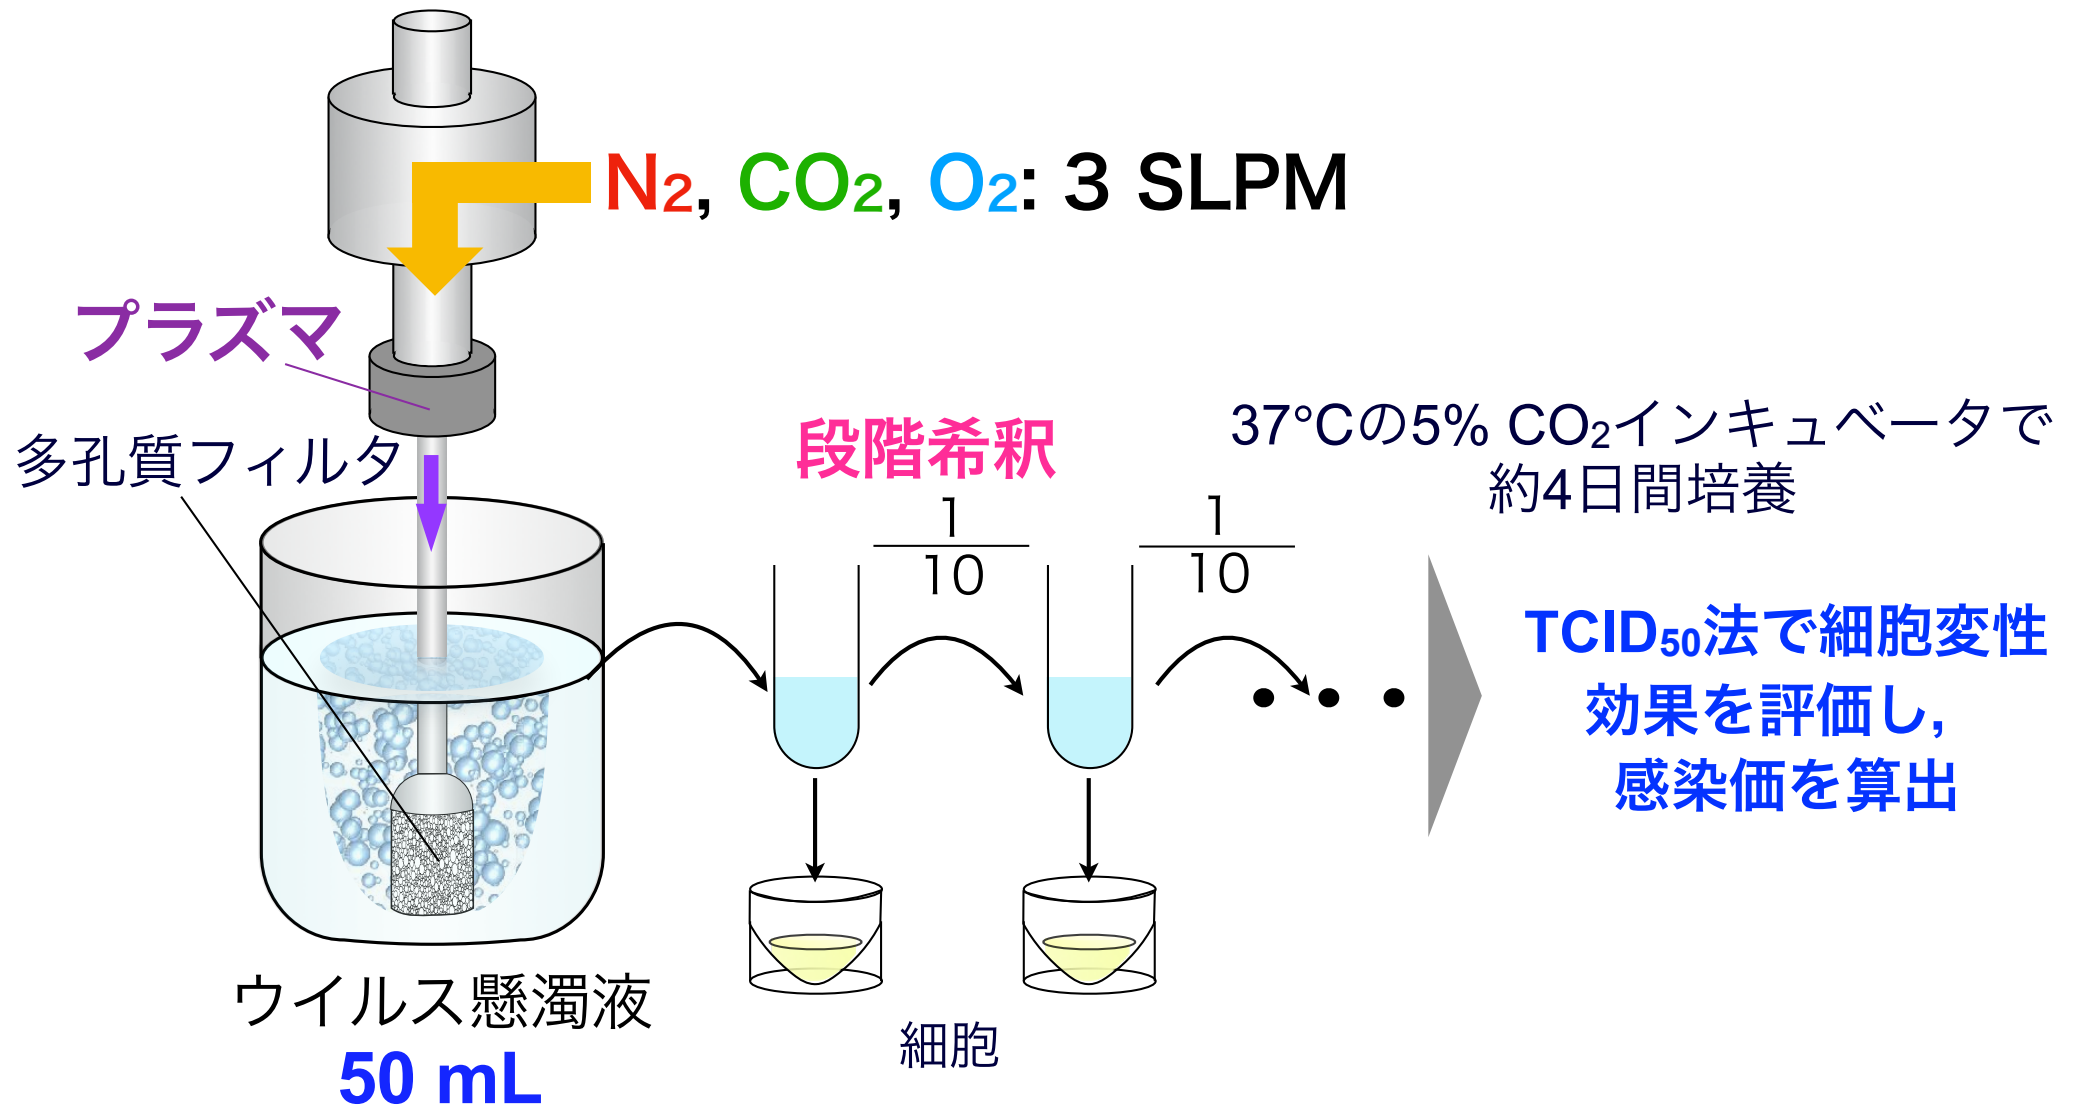 N₂, CO₂, O₂: 3 SLPM
プラズマ
多孔質フィルタ
段階希釈
1
10
1
10
37°Cの5% CO₂インキュベータで
約4日間培養
TCID₅₀法で細胞変性
効果を評価し,
感染価を算出
ウイルス懸濁液
50 mL
細胞